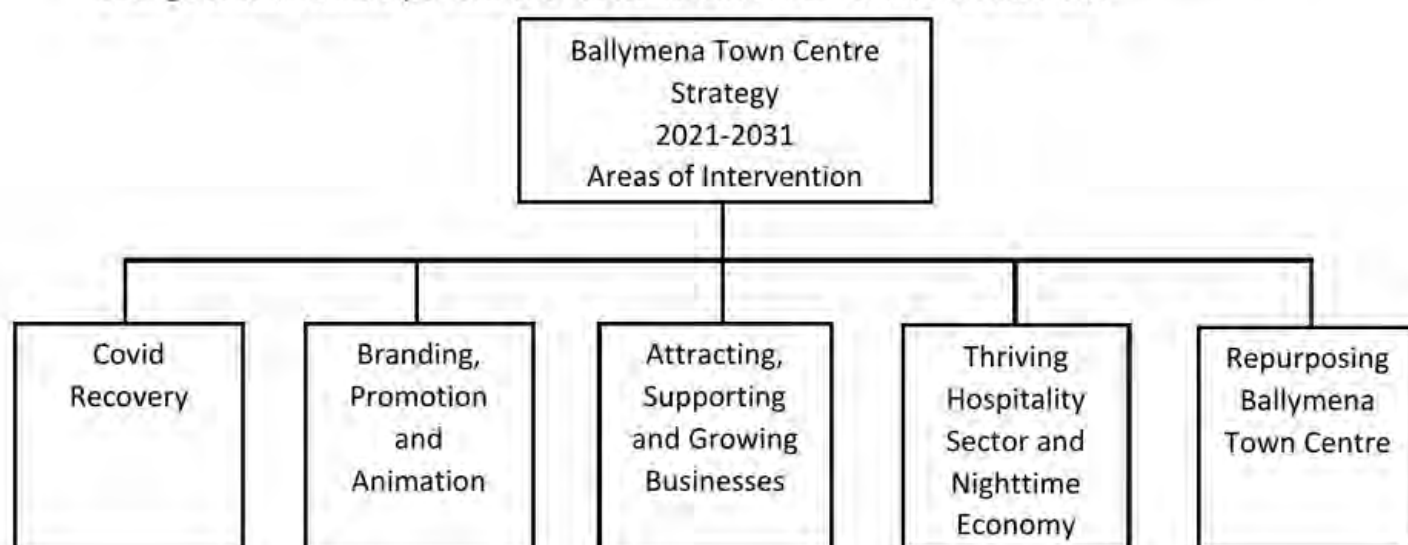 Ballymena Town Centre
Strategy
2021-2031
Areas of Intervention
Covid
Recovery
Branding,
Promotion
and
Animation
Attracting,
Supporting
and Growing
Businesses
Thriving
Hospitality
Sector and
Nighttime
Economy
Repurposing
Ballymena
Town Centre